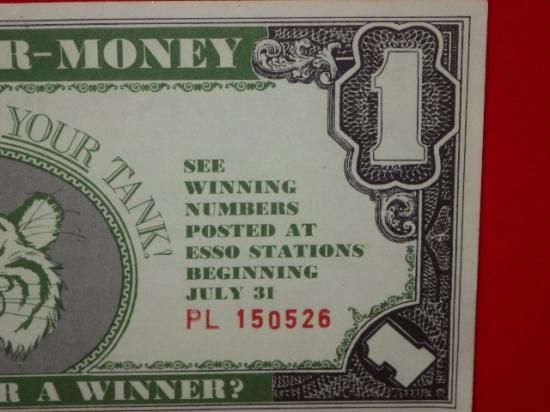 R-MONEY
1
YOUR TANK!
SEE
WINNING
NUMBERS
POSTED AT
ESSO STATIONS
BEGINNING
JULY 31
PL 150526
1
R A WINNER?